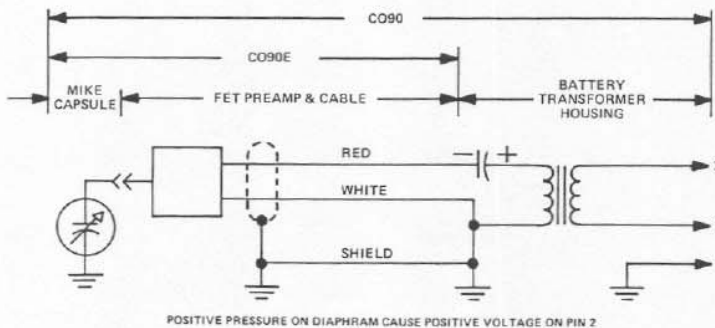 CO90
CO90E
MIKE CAPSULE
FET PREAMP & CABLE
BATTERY TRANSFORMER HOUSING
RED
− +
WHITE
SHIELD
POSITIVE PRESSURE ON DIAPHRAM CAUSE POSITIVE VOLTAGE ON PIN 2